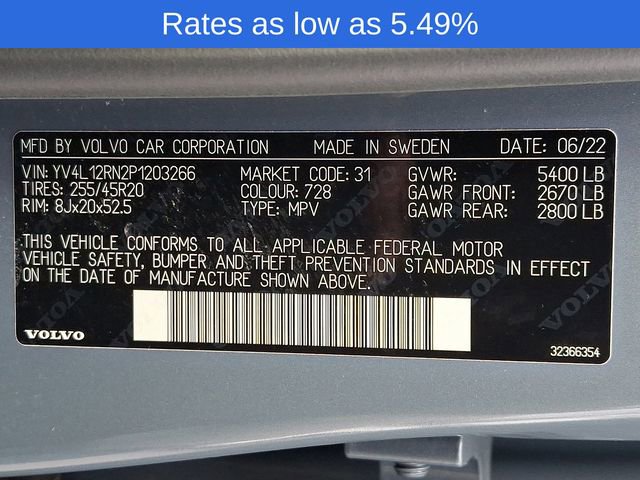 Rates as low as 5.49%
MFD BY VOLVO CAR CORPORATION MADE IN SWEDEN DATE: 06/22
VIN: YV4L12RN2P1203266 MARKET CODE: 31 GVWR: 5400 LB
TIRES: 255/45R20 COLOUR: 728 GAWR FRONT: 2670 LB
RIM: 8Jx20x52.5 TYPE: MPV GAWR REAR: 2800 LB
THIS VEHICLE CONFORMS TO ALL APPLICABLE FEDERAL MOTOR
VEHICLE SAFETY, BUMPER AND THEFT PREVENTION STANDARDS IN EFFECT
ON THE DATE OF MANUFACTURE SHOWN ABOVE.
VOLVO 32366354